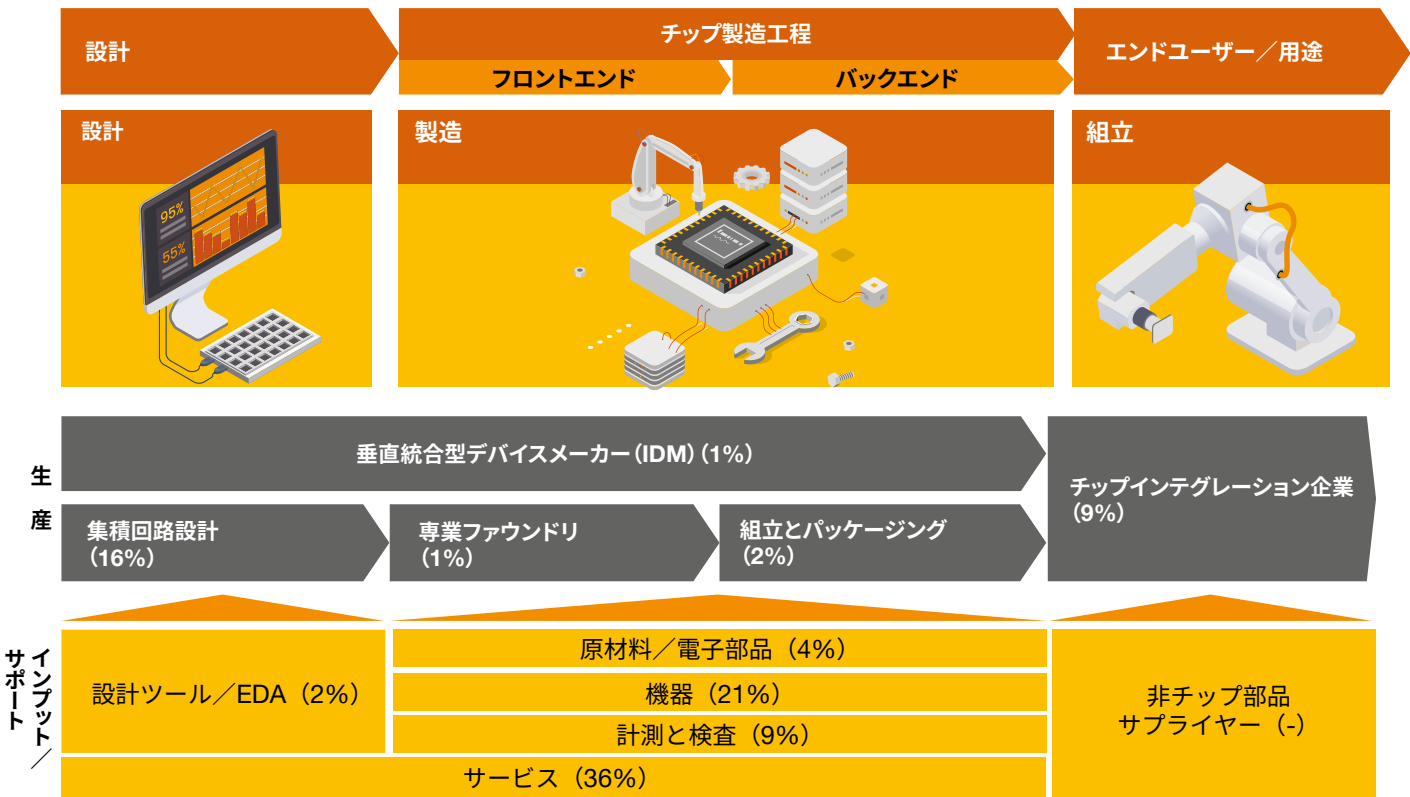 設計
チップ製造工程
エンドユーザー／用途
フロントエンド
バックエンド
設計
製造
組立
95%
55%
生産
垂直統合型デバイスメーカー（IDM）（1%）
チップインテグレーション企業
（9%）
集積回路設計
（16%）
専業ファウンドリ
（1%）
組立とパッケージング
（2%）
インプット／
サポート
設計ツール／EDA（2%）
原材料／電子部品（4%）
機器（21%）
計測と検査（9%）
サービス（36%）
非チップ部品
サプライヤー（-）